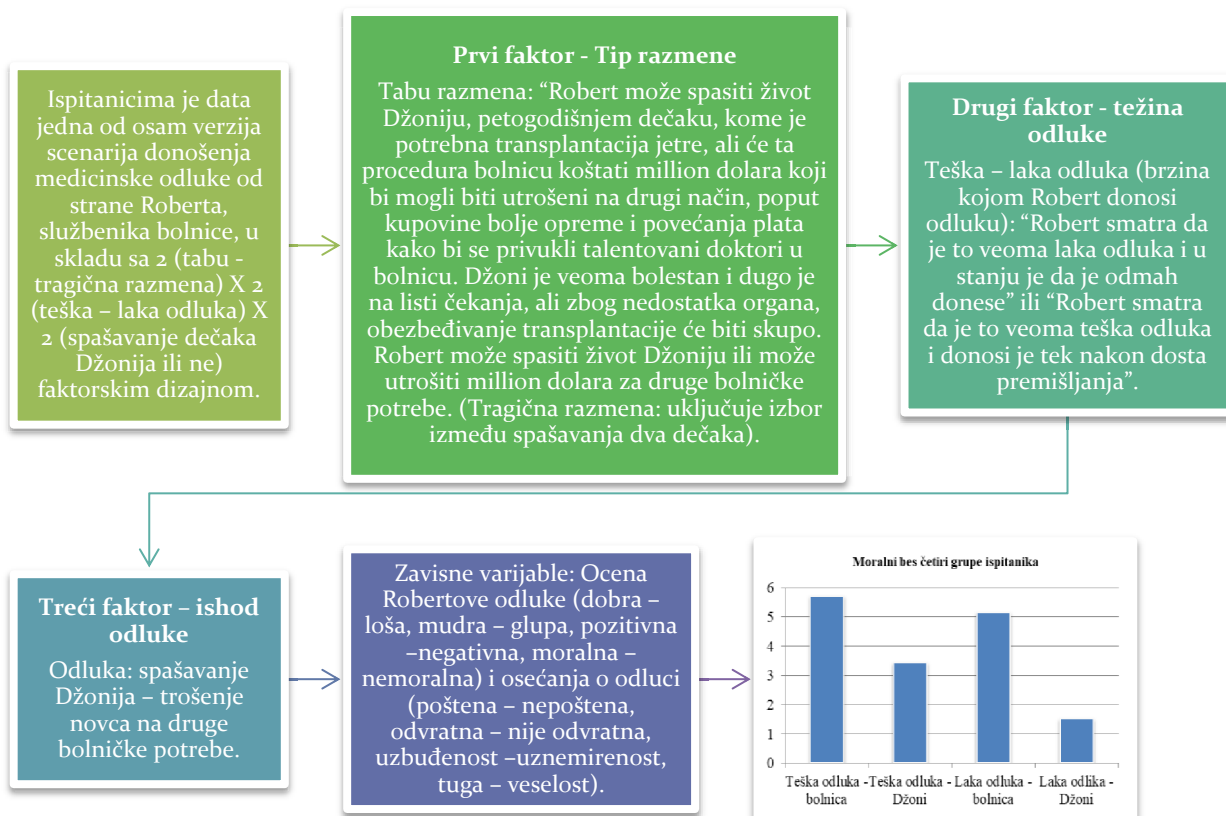 Ispitanicima je data
jedna od osam verzija
scenarija donošenja
medicinske odluke od
strane Roberta,
službenika bolnice, u
skladu sa 2 (tabu -
tragična razmena) X 2
(teška – laka odluka) X
2 (spašavanje dečaka
Džonija ili ne)
faktorskim dizajnom.
Prvi faktor - Tip razmene
Tabu razmena: “Robert može spasiti život
Džoniju, petogodišnjem dečaku, kome je
potrebna transplantacija jetre, ali će ta
procedura bolnicu koštati million dolara koji
bi mogli biti utrošeni na drugi način, poput
kupovine bolje opreme i povećanja plata
kako bi se privukli talentovani doktori u
bolnicu. Džoni je veoma bolestan i dugo je
na listi čekanja, ali zbog nedostatka organa,
obezbeđivanje transplantacije će biti skupo.
Robert može spasiti život Džoniju ili može
utrošiti million dolara za druge bolničke
potrebe. (Tragična razmena: uključuje izbor
između spašavanja dva dečaka).
Drugi faktor - težina
odluke
Teška – laka odluka (brzina
kojom Robert donosi
odluku): “Robert smatra da
je to veoma laka odluka i u
stanju je da je odmah
donese” ili “Robert smatra
da je to veoma teška odluka
i donosi je tek nakon dosta
premišljanja”.
Treći faktor – ishod
odluke
Odluka: spašavanje
Džonija – trošenje
novca na druge
bolničke potrebe.
Zavisne varijable: Ocena
Robertove odluke (dobra –
loša, mudra – glupa, pozitivna
–negativna, moralna –
nemoralna) i osećanja o odluci
(poštena – nepoštena,
odvratna – nije odvratna,
uzbuđenost –uznemirenost,
tuga – veselost).
Moralni bes četiri grupe ispitanika
6
5
4
3
2
1
0
Teška odluka - Teška odluka - Laka odluka - Laka odlika -
bolnica Džoni bolnica Džoni